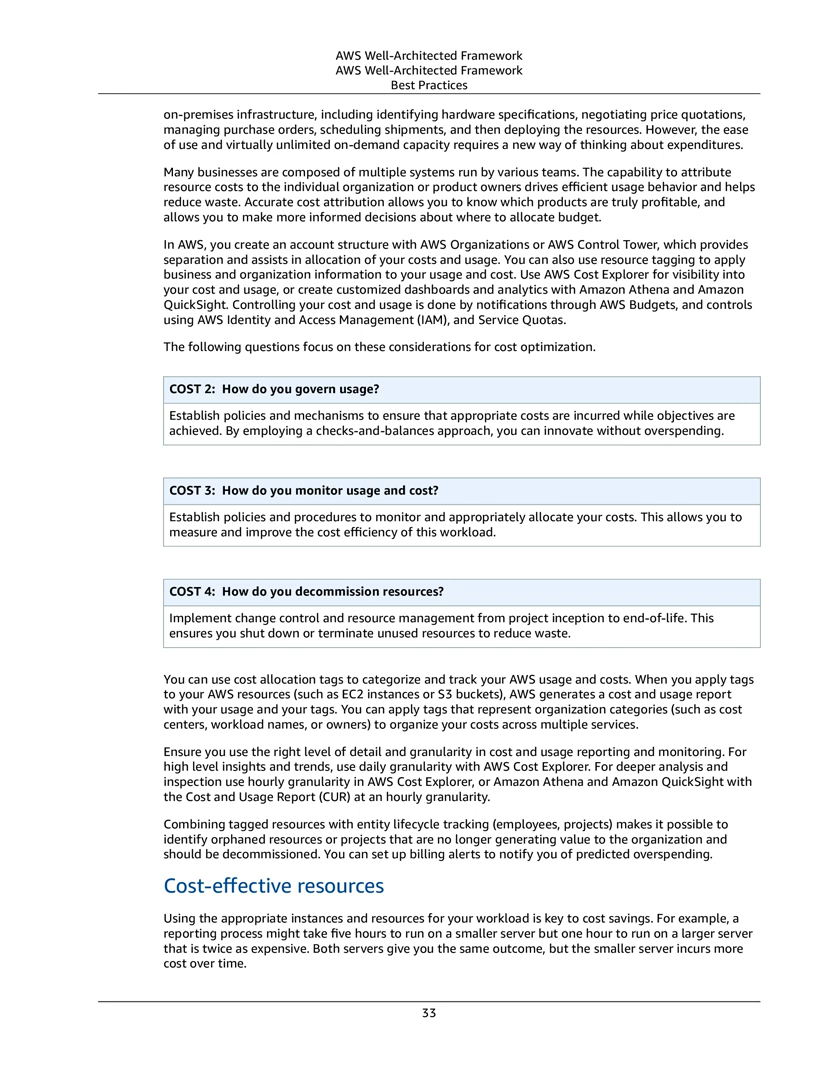 AWS Well-Architected Framework
AWS Well-Architected Framework
Best Practices
on-premises infrastructure, including identifying hardware specifications, negotiating price quotations,
managing purchase orders, scheduling shipments, and then deploying the resources. However, the ease
of use and virtually unlimited on-demand capacity requires a new way of thinking about expenditures.
Many businesses are composed of multiple systems run by various teams. The capability to attribute
resource costs to the individual organization or product owners drives efficient usage behavior and helps
reduce waste. Accurate cost attribution allows you to know which products are truly profitable, and
allows you to make more informed decisions about where to allocate budget.
In AWS, you create an account structure with AWS Organizations or AWS Control Tower, which provides
separation and assists in allocation of your costs and usage. You can also use resource tagging to apply
business and organization information to your usage and cost. Use AWS Cost Explorer for visibility into
your cost and usage, or create customized dashboards and analytics with Amazon Athena and Amazon
QuickSight. Controlling your cost and usage is done by notifications through AWS Budgets, and controls
using AWS Identity and Access Management (IAM), and Service Quotas.
The following questions focus on these considerations for cost optimization.
COST 2:  How do you govern usage?
Establish policies and mechanisms to ensure that appropriate costs are incurred while objectives are
achieved. By employing a checks-and-balances approach, you can innovate without overspending.
COST 3:  How do you monitor usage and cost?
Establish policies and procedures to monitor and appropriately allocate your costs. This allows you to
measure and improve the cost efficiency of this workload.
COST 4:  How do you decommission resources?
Implement change control and resource management from project inception to end-of-life. This
ensures you shut down or terminate unused resources to reduce waste.
You can use cost allocation tags to categorize and track your AWS usage and costs. When you apply tags
to your AWS resources (such as EC2 instances or S3 buckets), AWS generates a cost and usage report
with your usage and your tags. You can apply tags that represent organization categories (such as cost
centers, workload names, or owners) to organize your costs across multiple services.
Ensure you use the right level of detail and granularity in cost and usage reporting and monitoring. For
high level insights and trends, use daily granularity with AWS Cost Explorer. For deeper analysis and
inspection use hourly granularity in AWS Cost Explorer, or Amazon Athena and Amazon QuickSight with
the Cost and Usage Report (CUR) at an hourly granularity.
Combining tagged resources with entity lifecycle tracking (employees, projects) makes it possible to
identify orphaned resources or projects that are no longer generating value to the organization and
should be decommissioned. You can set up billing alerts to notify you of predicted overspending.
Cost-effective resources
Using the appropriate instances and resources for your workload is key to cost savings. For example, a
reporting process might take five hours to run on a smaller server but one hour to run on a larger server
that is twice as expensive. Both servers give you the same outcome, but the smaller server incurs more
cost over time.
33